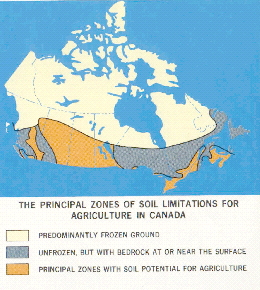 THE PRINCIPAL ZONES OF SOIL LIMITATIONS FOR
AGRICULTURE IN CANADA
PREDOMINANTLY FROZEN GROUND
UNFROZEN, BUT WITH BEDROCK AT OR NEAR THE SURFACE
PRINCIPAL ZONES WITH SOIL POTENTIAL FOR AGRICULTURE